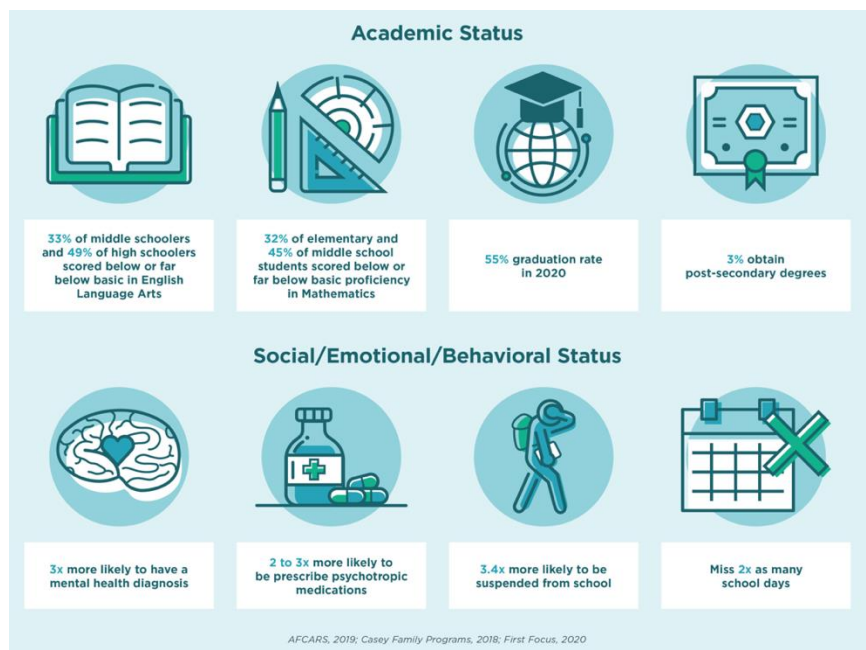 Academic Status
33% of middle schoolers
and 49% of high schoolers
scored below or far
below basic in English
Language Arts
32% of elementary and
45% of middle school
students scored below or
far below basic proficiency
in Mathematics
55% graduation rate
in 2020
3% obtain
post-secondary degrees
Social/Emotional/Behavioral Status
3x more likely to have a
mental health diagnosis
2 to 3x more likely to
be prescribe psychotropic
medications
3.4x more likely to be
suspended from school
Miss 2x as many
school days
AFCARS, 2019; Casey Family Programs, 2018; First Focus, 2020